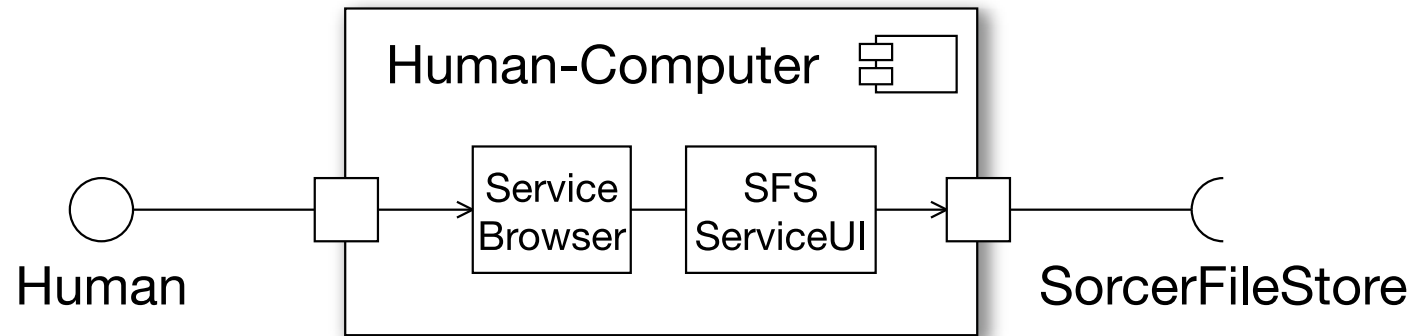 Human-Computer
Service
Browser
SFS
ServiceUI
Human
SorcerFileStore